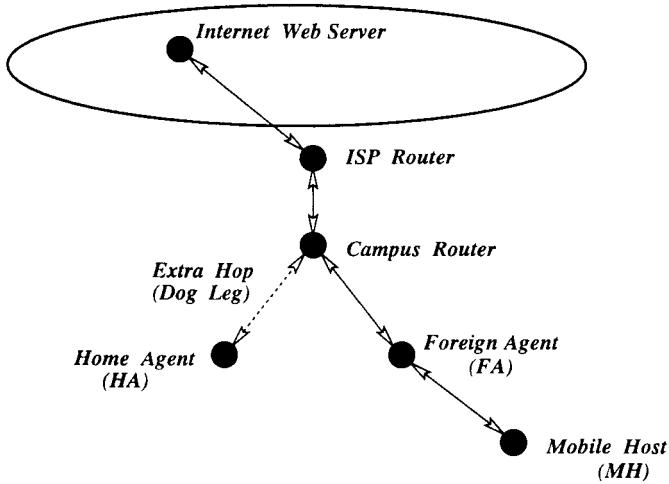 Internet Web Server
ISP Router
Campus Router
Extra Hop
(Dog Leg)
Home Agent
(HA)
Foreign Agent
(FA)
Mobile Host
(MH)